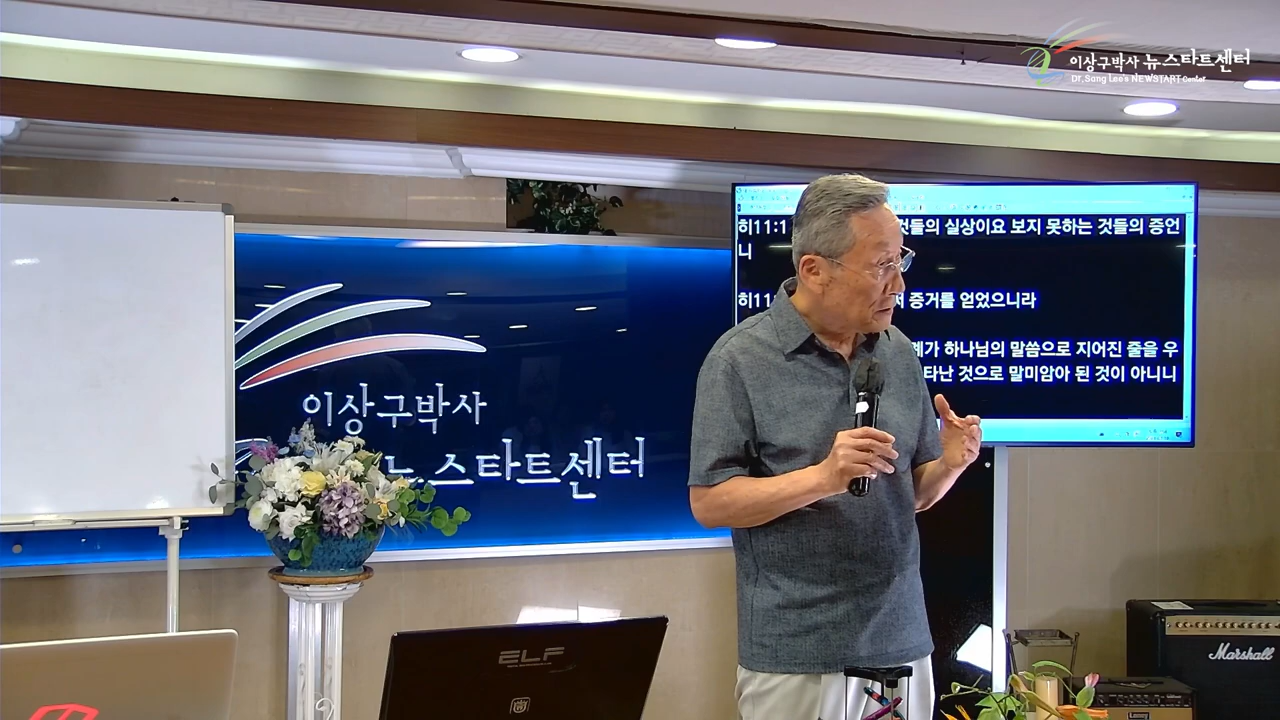 이상구박사 뉴스타트센터
Dr. Sang Lee's NEWSTART Center
히11:1 것들의 실상이요 보지 못하는 것들의 증언
니
히11 증거를 얻었으니라
하나님의 말씀으로 지어진 줄을 우
타난 것으로 말미암아 된 것이 아니니
이상구박사
뉴스타트센터
ELF
Marshall
Laney